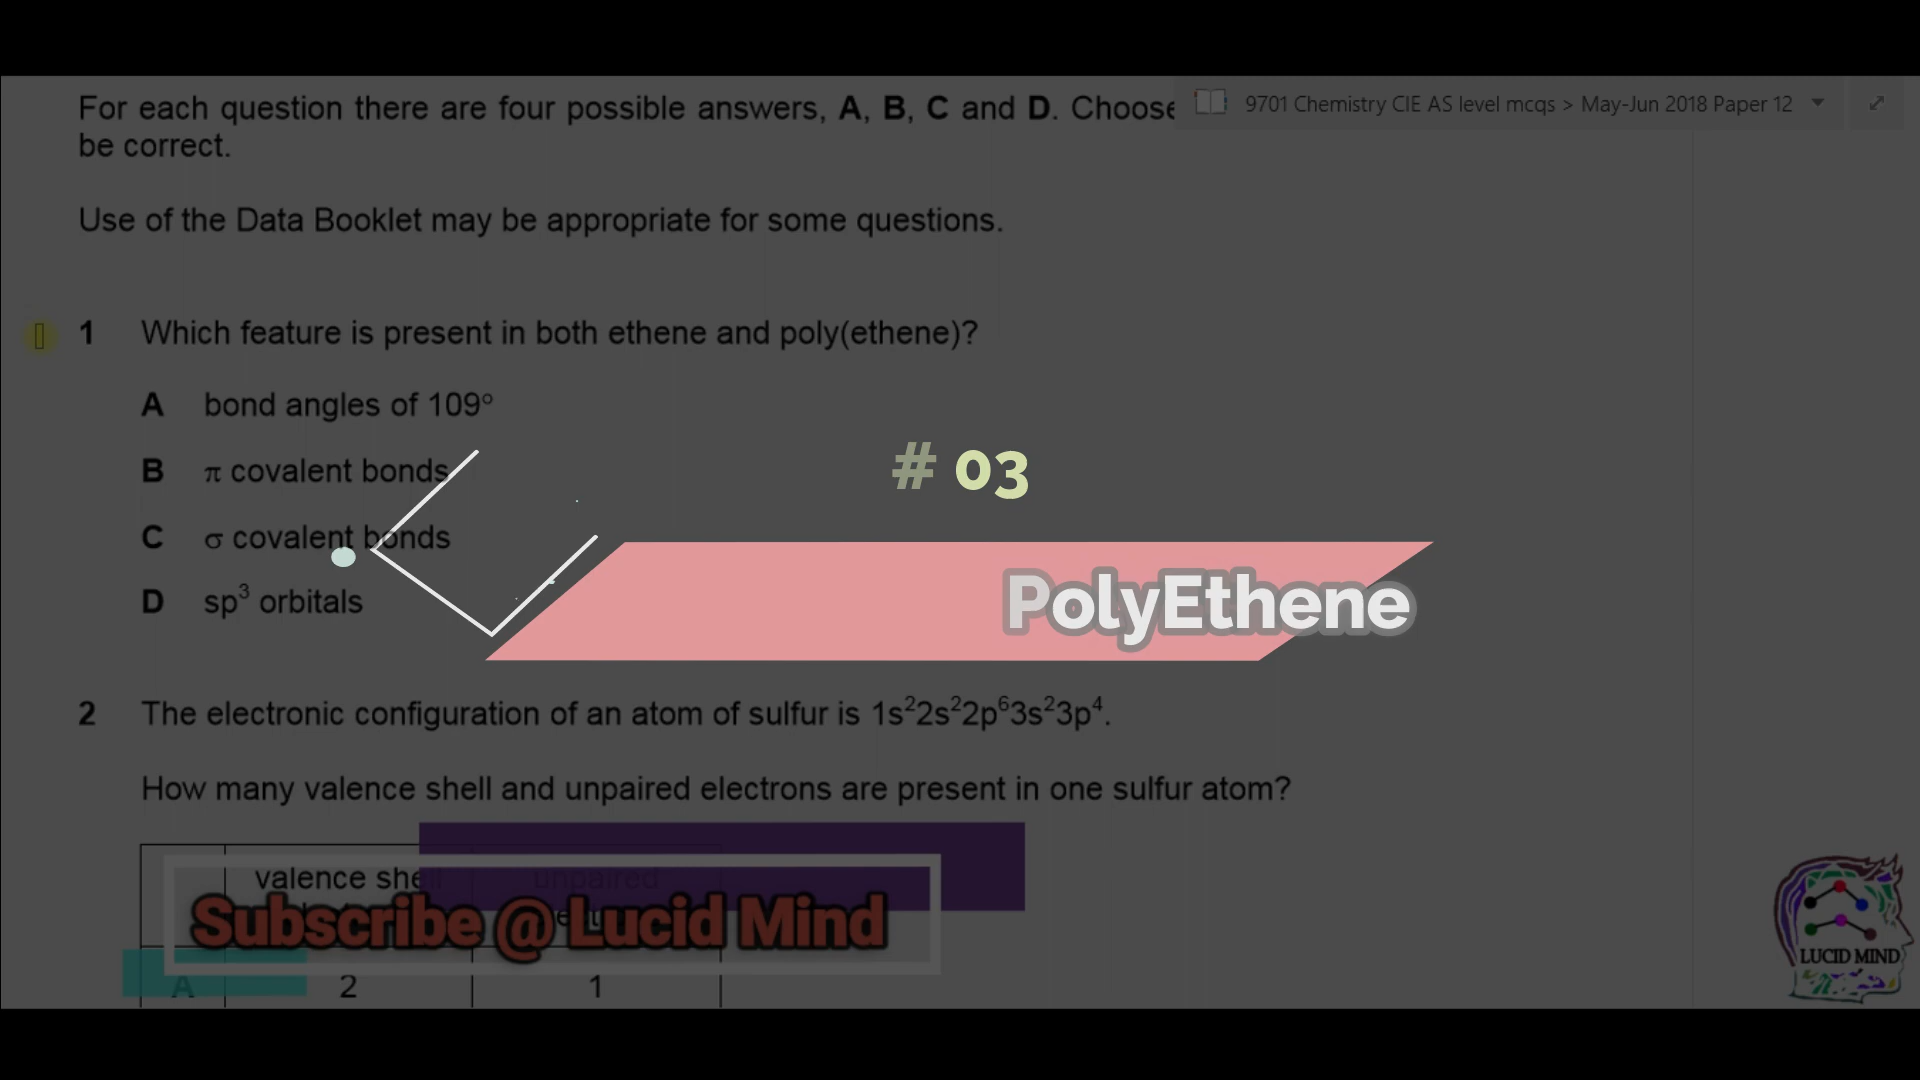 For each question there are four possible answers, A, B, C and D. Choose
9701 Chemistry CIE AS level mcqs > May-Jun 2018 Paper 12
be correct.
Use of the Data Booklet may be appropriate for some questions.
1 Which feature is present in both ethene and poly(ethene)?
A bond angles of 109°
B π covalent bonds
C σ covalent bonds
D sp³ orbitals
# 03
PolyEthene
2 The electronic configuration of an atom of sulfur is 1s²2s²2p⁶3s²3p⁴.
How many valence shell and unpaired electrons are present in one sulfur atom?
valence shell unpaired
Subscribe @ Lucid Mind
A 2 1
LUCID MIND